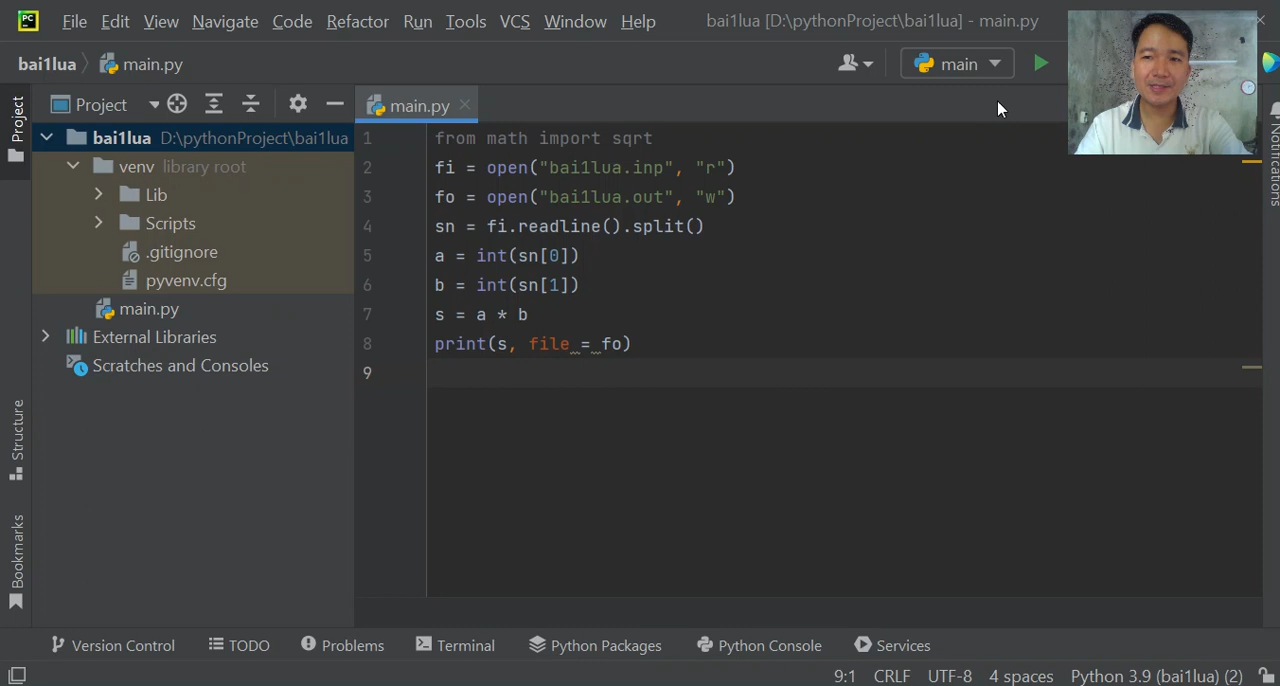 PC File Edit View Navigate Code Refactor Run Tools VCS Window Help bai1lua [D:\pythonProject\bai1lua] - main.py
bai1lua main.py main
Project main.py
bai1lua D:\pythonProject\bai1lua
venv library root
Lib
Scripts
.gitignore
pyvenv.cfg
main.py
External Libraries
Scratches and Consoles
1 from math import sqrt
2 fi = open("bai1lua.inp", "r")
3 fo = open("bai1lua.out", "w")
4 sn = fi.readline().split()
5 a = int(sn[0])
6 b = int(sn[1])
7 s = a * b
8 print(s, file = fo)
9
Project
Structure
Bookmarks
Notifications
Version Control TODO Problems Terminal Python Packages Python Console Services
9:1 CRLF UTF-8 4 spaces Python 3.9 (bai1lua) (2)